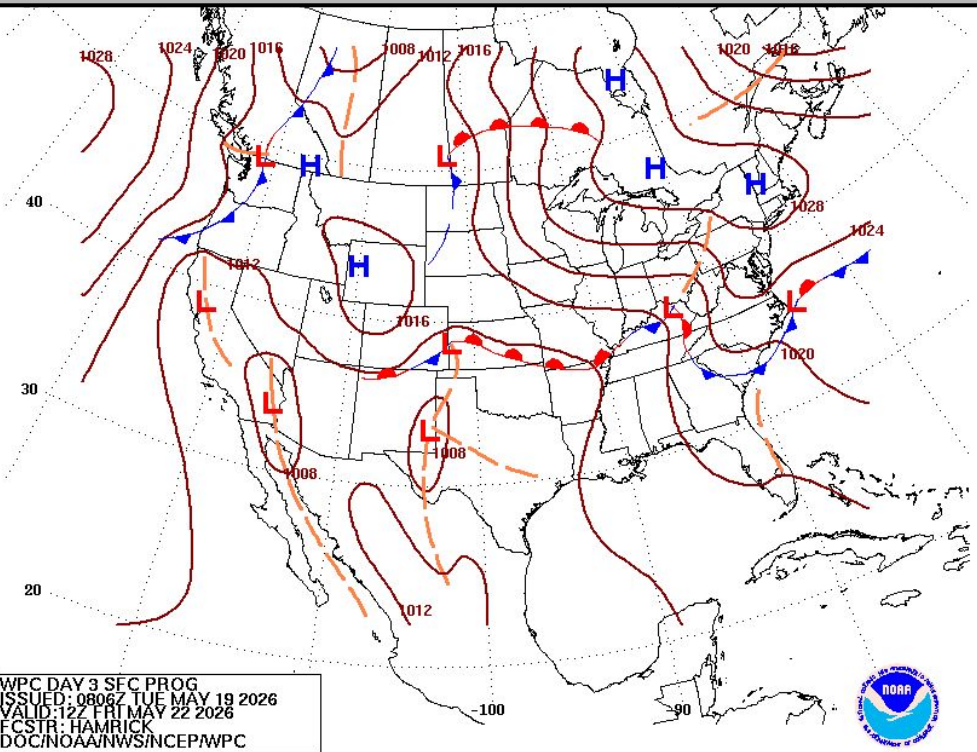 1028
1024
1020
1016
1008
1012
1016
1020
1016
H
L
H
L
H
H
40
1028
1024
1012
H
L
L
L
1016
L
1020
30
L
L
1008
1008
20
1012
WPC DAY 3 SFC PROG
ISSUED: 0806Z TUE MAY 19 2026
VALID: 12Z FRI MAY 22 2026
FCSTR: HAMRICK
DOC/NOAA/NWS/NCEP/WPC
-100
-90
NOAA